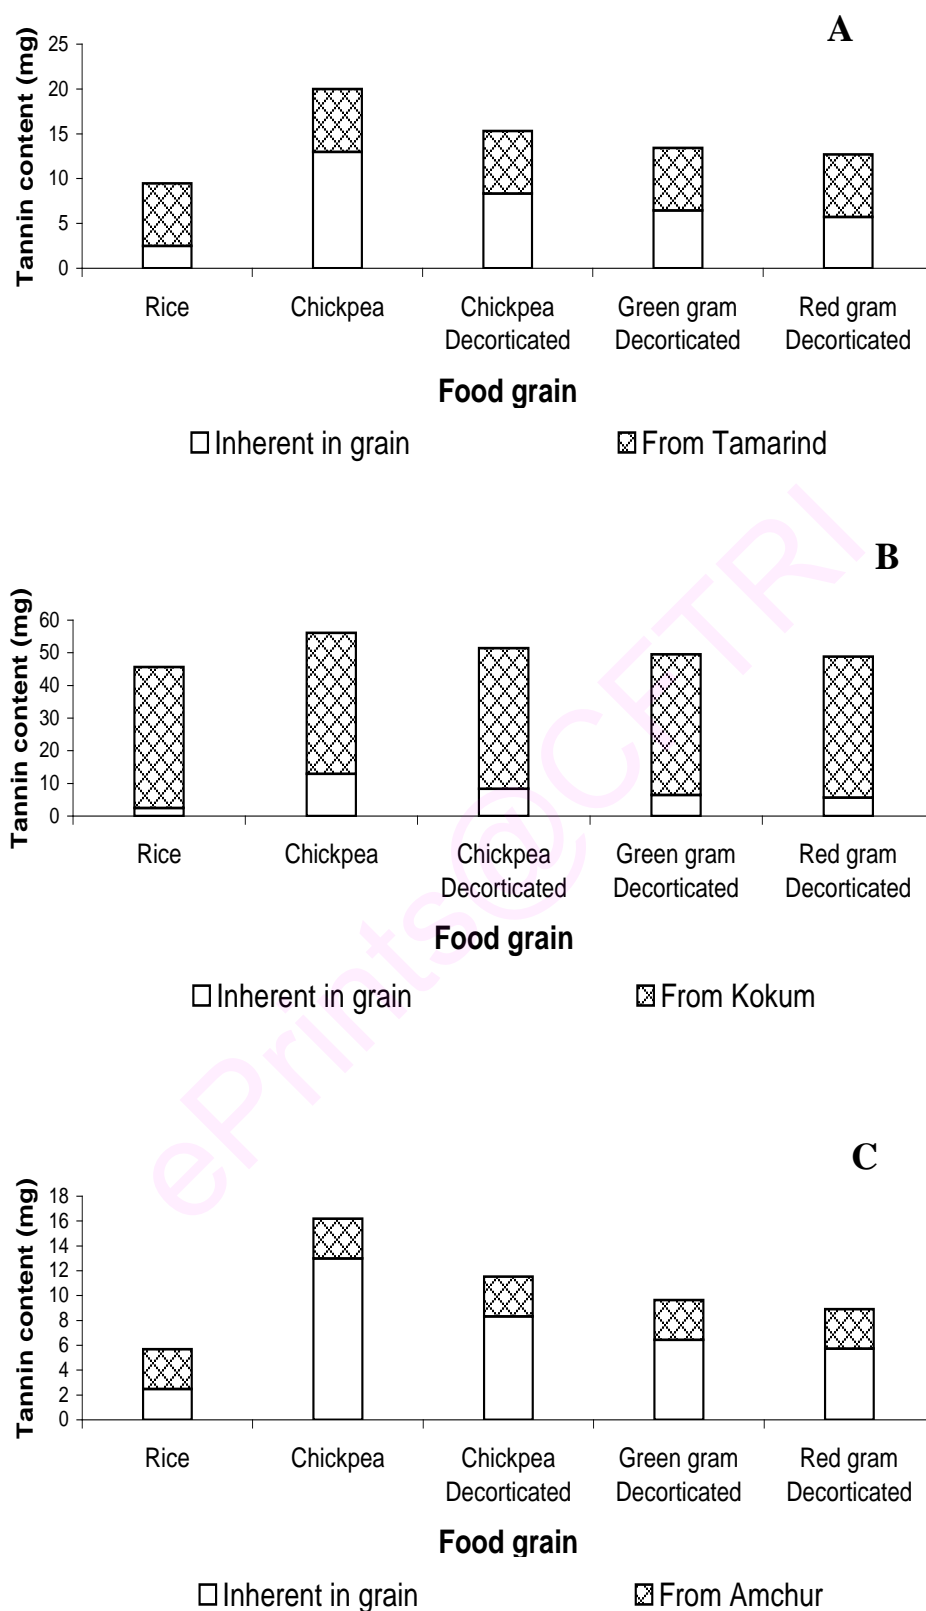 A
Tannin content (mg)
25
20
15
10
5
0
Rice
Chickpea
Chickpea
Decorticated
Green gram
Decorticated
Red gram
Decorticated
Food grain
Inherent in grain
From Tamarind
B
Tannin content (mg)
60
50
40
30
20
10
0
Rice
Chickpea
Chickpea
Decorticated
Green gram
Decorticated
Red gram
Decorticated
Food grain
Inherent in grain
From Kokum
C
Tannin content (mg)
18
16
14
12
10
8
6
4
2
0
Rice
Chickpea
Chickpea
Decorticated
Green gram
Decorticated
Red gram
Decorticated
Food grain
Inherent in grain
From Amchur
ePrints@CFTRI